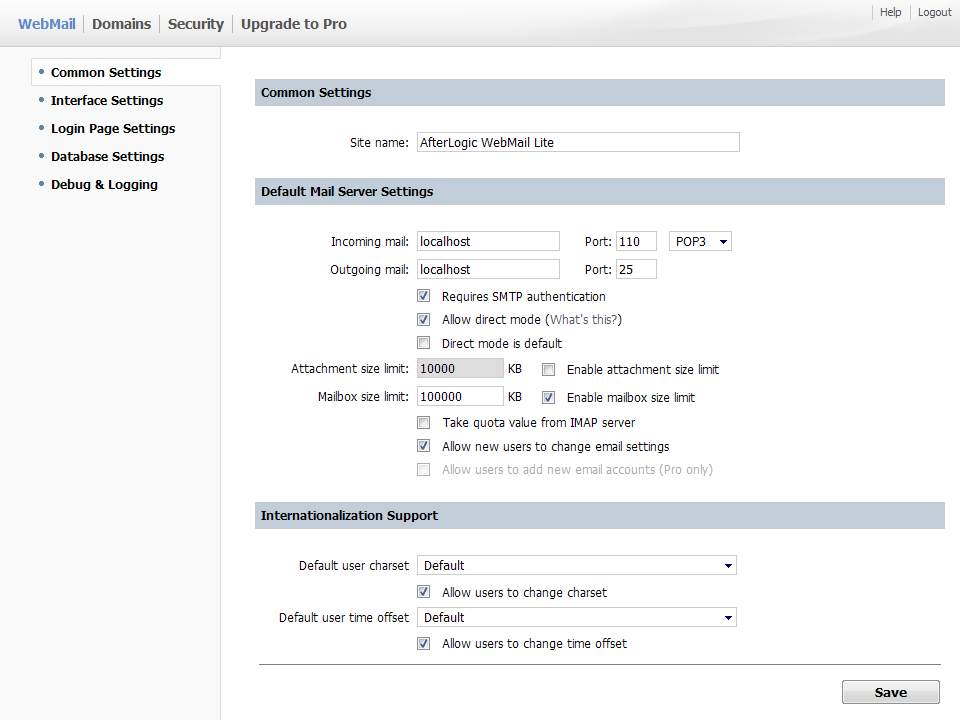 WebMail Domains Security Upgrade to Pro Help Logout
Common Settings
Interface Settings
Login Page Settings
Database Settings
Debug & Logging
Common Settings
Site name: AfterLogic WebMail Lite
Default Mail Server Settings
Incoming mail: localhost Port: 110 POP3
Outgoing mail: localhost Port: 25
Requires SMTP authentication
Allow direct mode (What's this?)
Direct mode is default
Attachment size limit: 10000 KB Enable attachment size limit
Mailbox size limit: 100000 KB Enable mailbox size limit
Take quota value from IMAP server
Allow new users to change email settings
Allow users to add new email accounts (Pro only)
Internationalization Support
Default user charset Default
Allow users to change charset
Default user time offset Default
Allow users to change time offset
Save